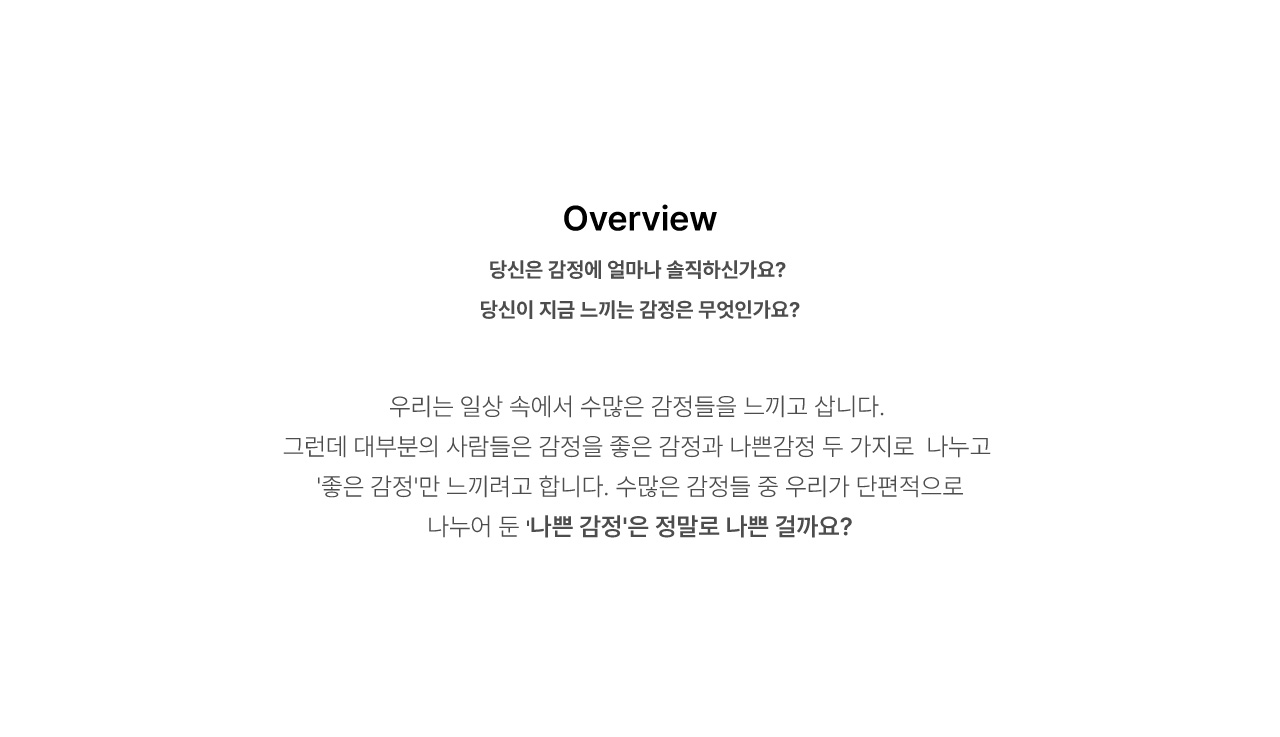 Overview
당신은 감정에 얼마나 솔직하신가요?
당신이 지금 느끼는 감정은 무엇인가요?
우리는 일상 속에서 수많은 감정들을 느끼고 삽니다.
그런데 대부분의 사람들은 감정을 좋은 감정과 나쁜감정 두 가지로  나누고
'좋은 감정'만 느끼려고 합니다. 수많은 감정들 중 우리가 단편적으로
나누어 둔 '나쁜 감정'은 정말로 나쁜 걸까요?